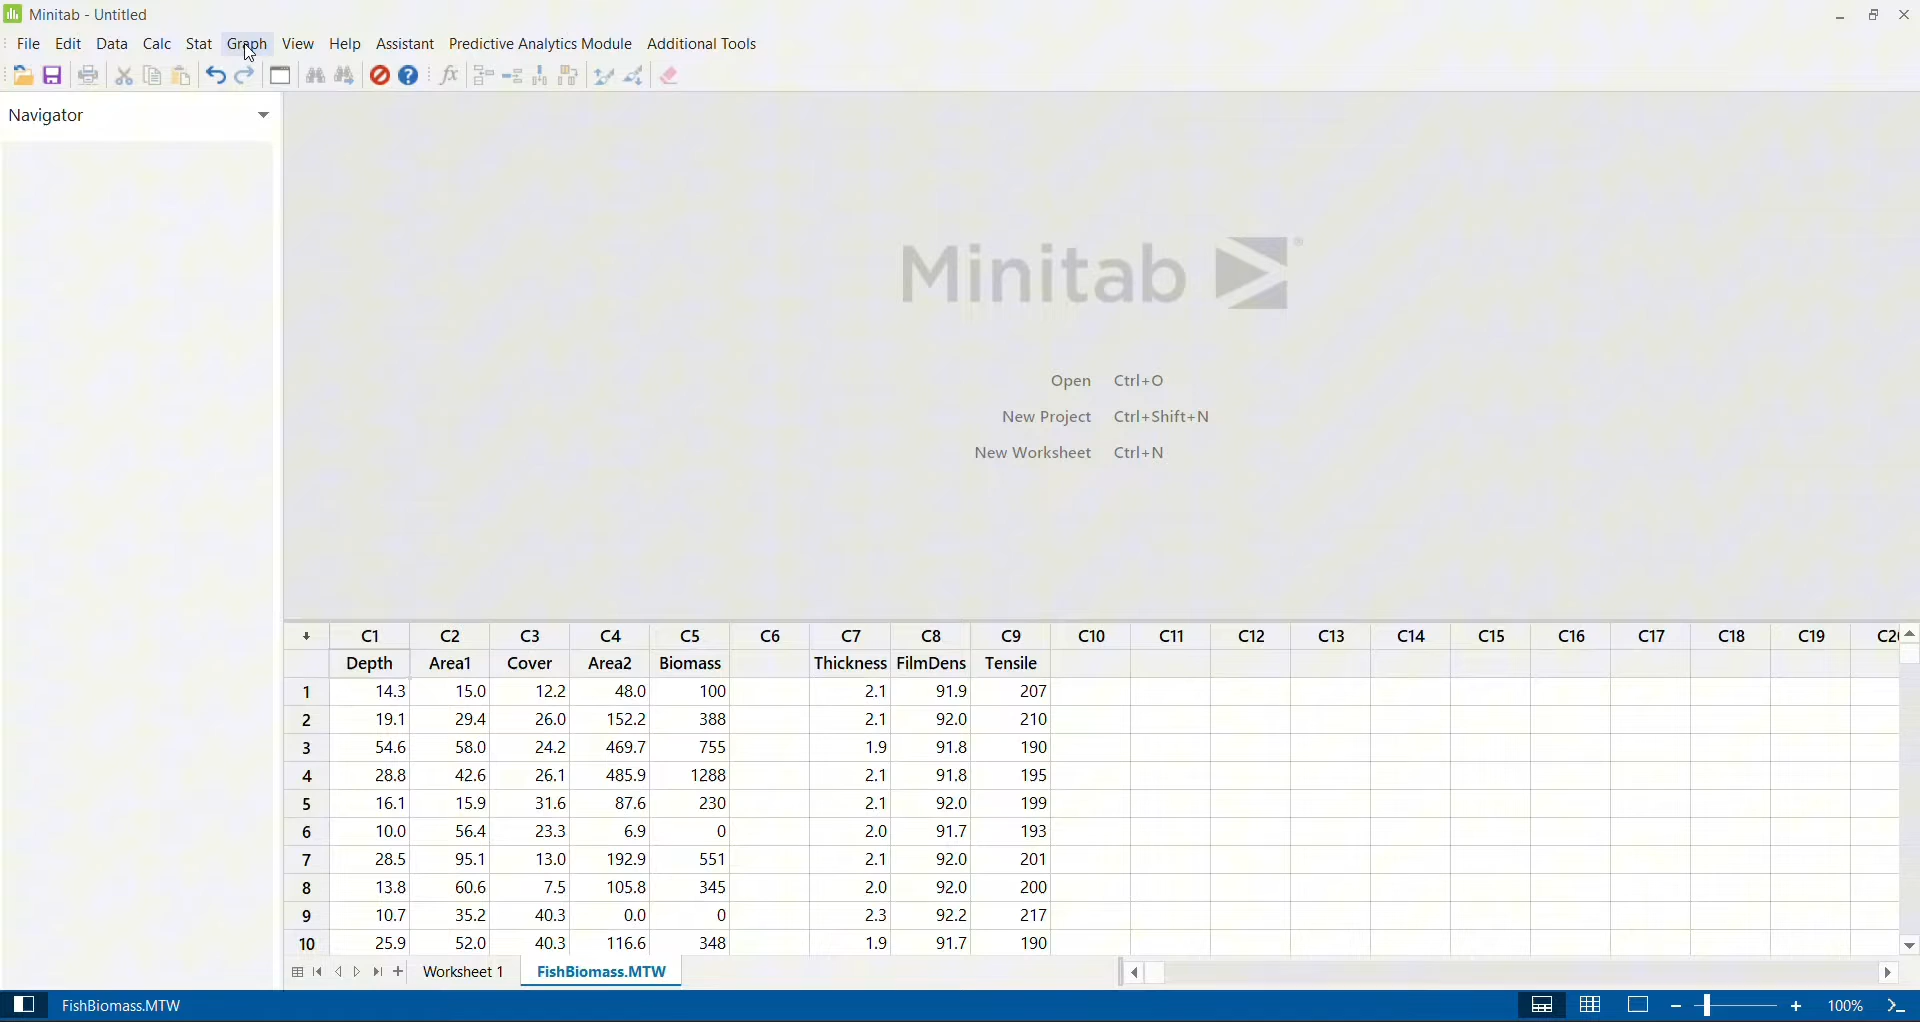 Minitab - Untitled
File Edit Data Calc Stat Graph View Help Assistant Predictive Analytics Module Additional Tools
Navigator
Minitab
Open Ctrl+O
New Project Ctrl+Shift+N
New Worksheet Ctrl+N
C1 C2 C3 C4 C5 C6 C7 C8 C9 C10 C11 C12 C13 C14 C15 C16 C17 C18 C19
Depth Area1 Cover Area2 Biomass Thickness FilmDens Tensile
1 14.3 15.0 12.2 48.0 100 2.1 91.9 207
2 19.1 29.4 26.0 152.2 388 2.1 92.0 210
3 54.6 58.0 24.2 469.7 755 1.9 91.8 190
4 28.8 42.6 26.1 485.9 1288 2.1 91.8 195
5 16.1 15.9 31.6 87.6 230 2.1 92.0 199
6 10.0 56.4 23.3 6.9 0 2.0 91.7 193
7 28.5 95.1 13.0 192.9 551 2.1 92.0 201
8 13.8 60.6 7.5 105.8 345 2.0 92.0 200
9 10.7 35.2 40.3 0.0 0 2.3 92.2 217
10 25.9 52.0 40.3 116.6 348 1.9 91.7 190
Worksheet 1 FishBiomass.MTW
FishBiomass.MTW 100%